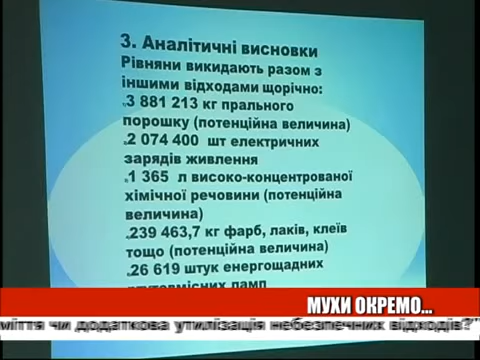 3. Аналітичні висновки
Рівняни викидають разом з
іншими відходами щорічно:
3 881 213 кг прального
порошку (потенційна величина)
2 074 400 шт електричних
зарядів живлення
1 365 л високо-концентрованої
хімічної речовини (потенційна
величина)
239 463,7 кг фарб, лаків, клеїв
тощо (потенційна величина)
26 619 штук енергощадних
ламп
МУХИ ОКРЕМО...
додаткова утилізація небезпечних відходів?"